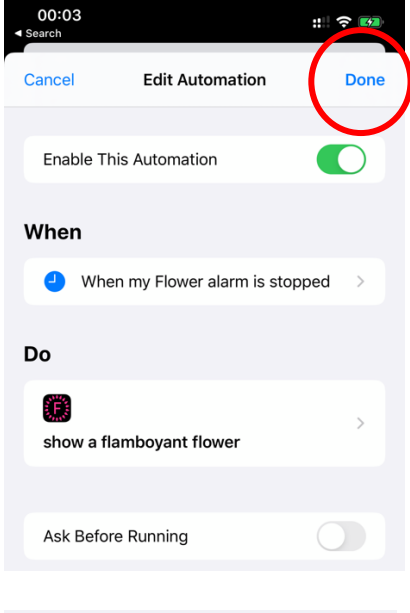 00:03
Search
Cancel Edit Automation Done
Enable This Automation
When
When my Flower alarm is stopped
Do
F
show a flamboyant flower
Ask Before Running